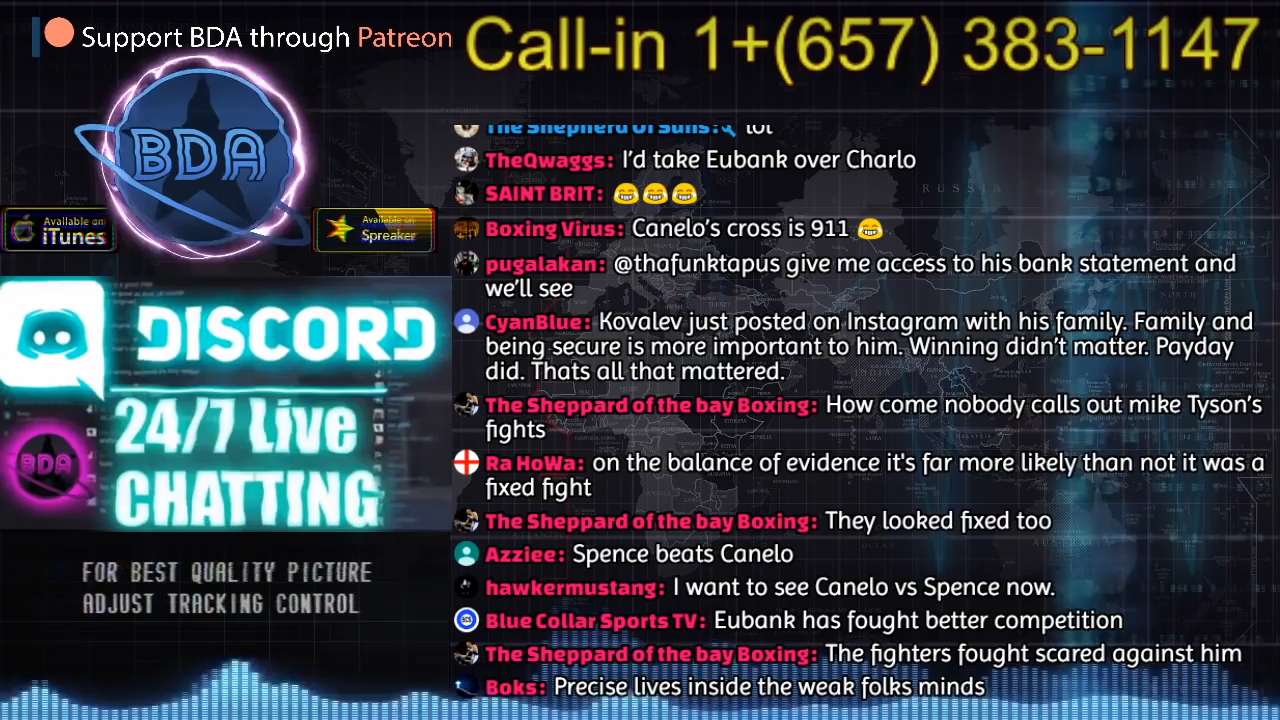 Support BDA through Patreon
Call-in 1+(657) 383-1147
BDA
Available on
iTunes
Available on
Spreaker
DISCORD
24/7 Live
CHATTING
BDA
FOR BEST QUALITY PICTURE
ADJUST TRACKING CONTROL
RUSSIA
The Shepherd Of Suns: lol
TheQwaggs: I’d take Eubank over Charlo
SAINT BRIT: 😂😂😂
Boxing Virus: Canelo’s cross is 911 😂
pugalakan: @thafunktapus give me access to his bank statement and
we’ll see
CyanBlue: Kovalev just posted on Instagram with his family. Family and
being secure is more important to him. Winning didn’t matter. Payday
did. Thats all that mattered.
The Sheppard of the bay Boxing: How come nobody calls out mike Tyson’s
fights
Ra HoWa: on the balance of evidence it's far more likely than not it was a
fixed fight
The Sheppard of the bay Boxing: They looked fixed too
Azziee: Spence beats Canelo
hawkermustang: I want to see Canelo vs Spence now.
Blue Collar Sports TV: Eubank has fought better competition
The Sheppard of the bay Boxing: The fighters fought scared against him
Boks: Precise lives inside the weak folks minds